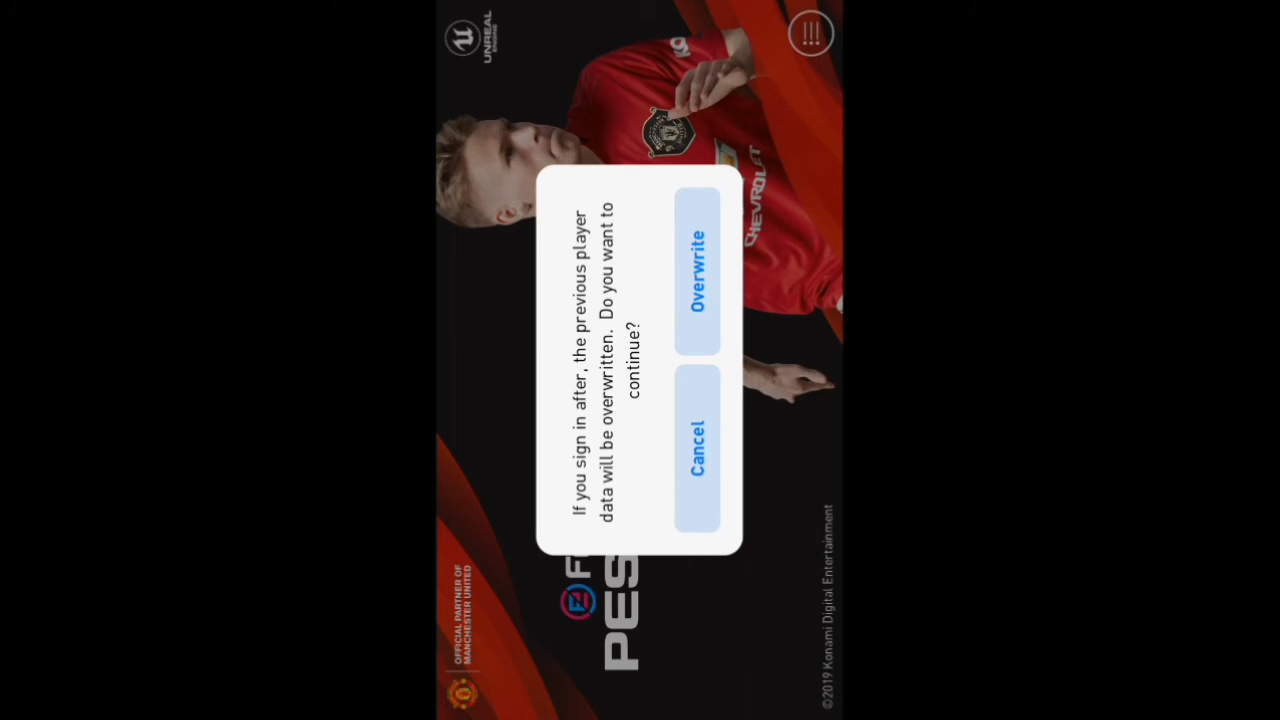 OFFICIAL PARTNER OF
MANCHESTER UNITED
UNREAL
ENGINE
CHEVROLET
If you sign in after, the previous player
data will be overwritten. Do you want to
continue?
Cancel
Overwrite
PES
©2019 Konami Digital Entertainment